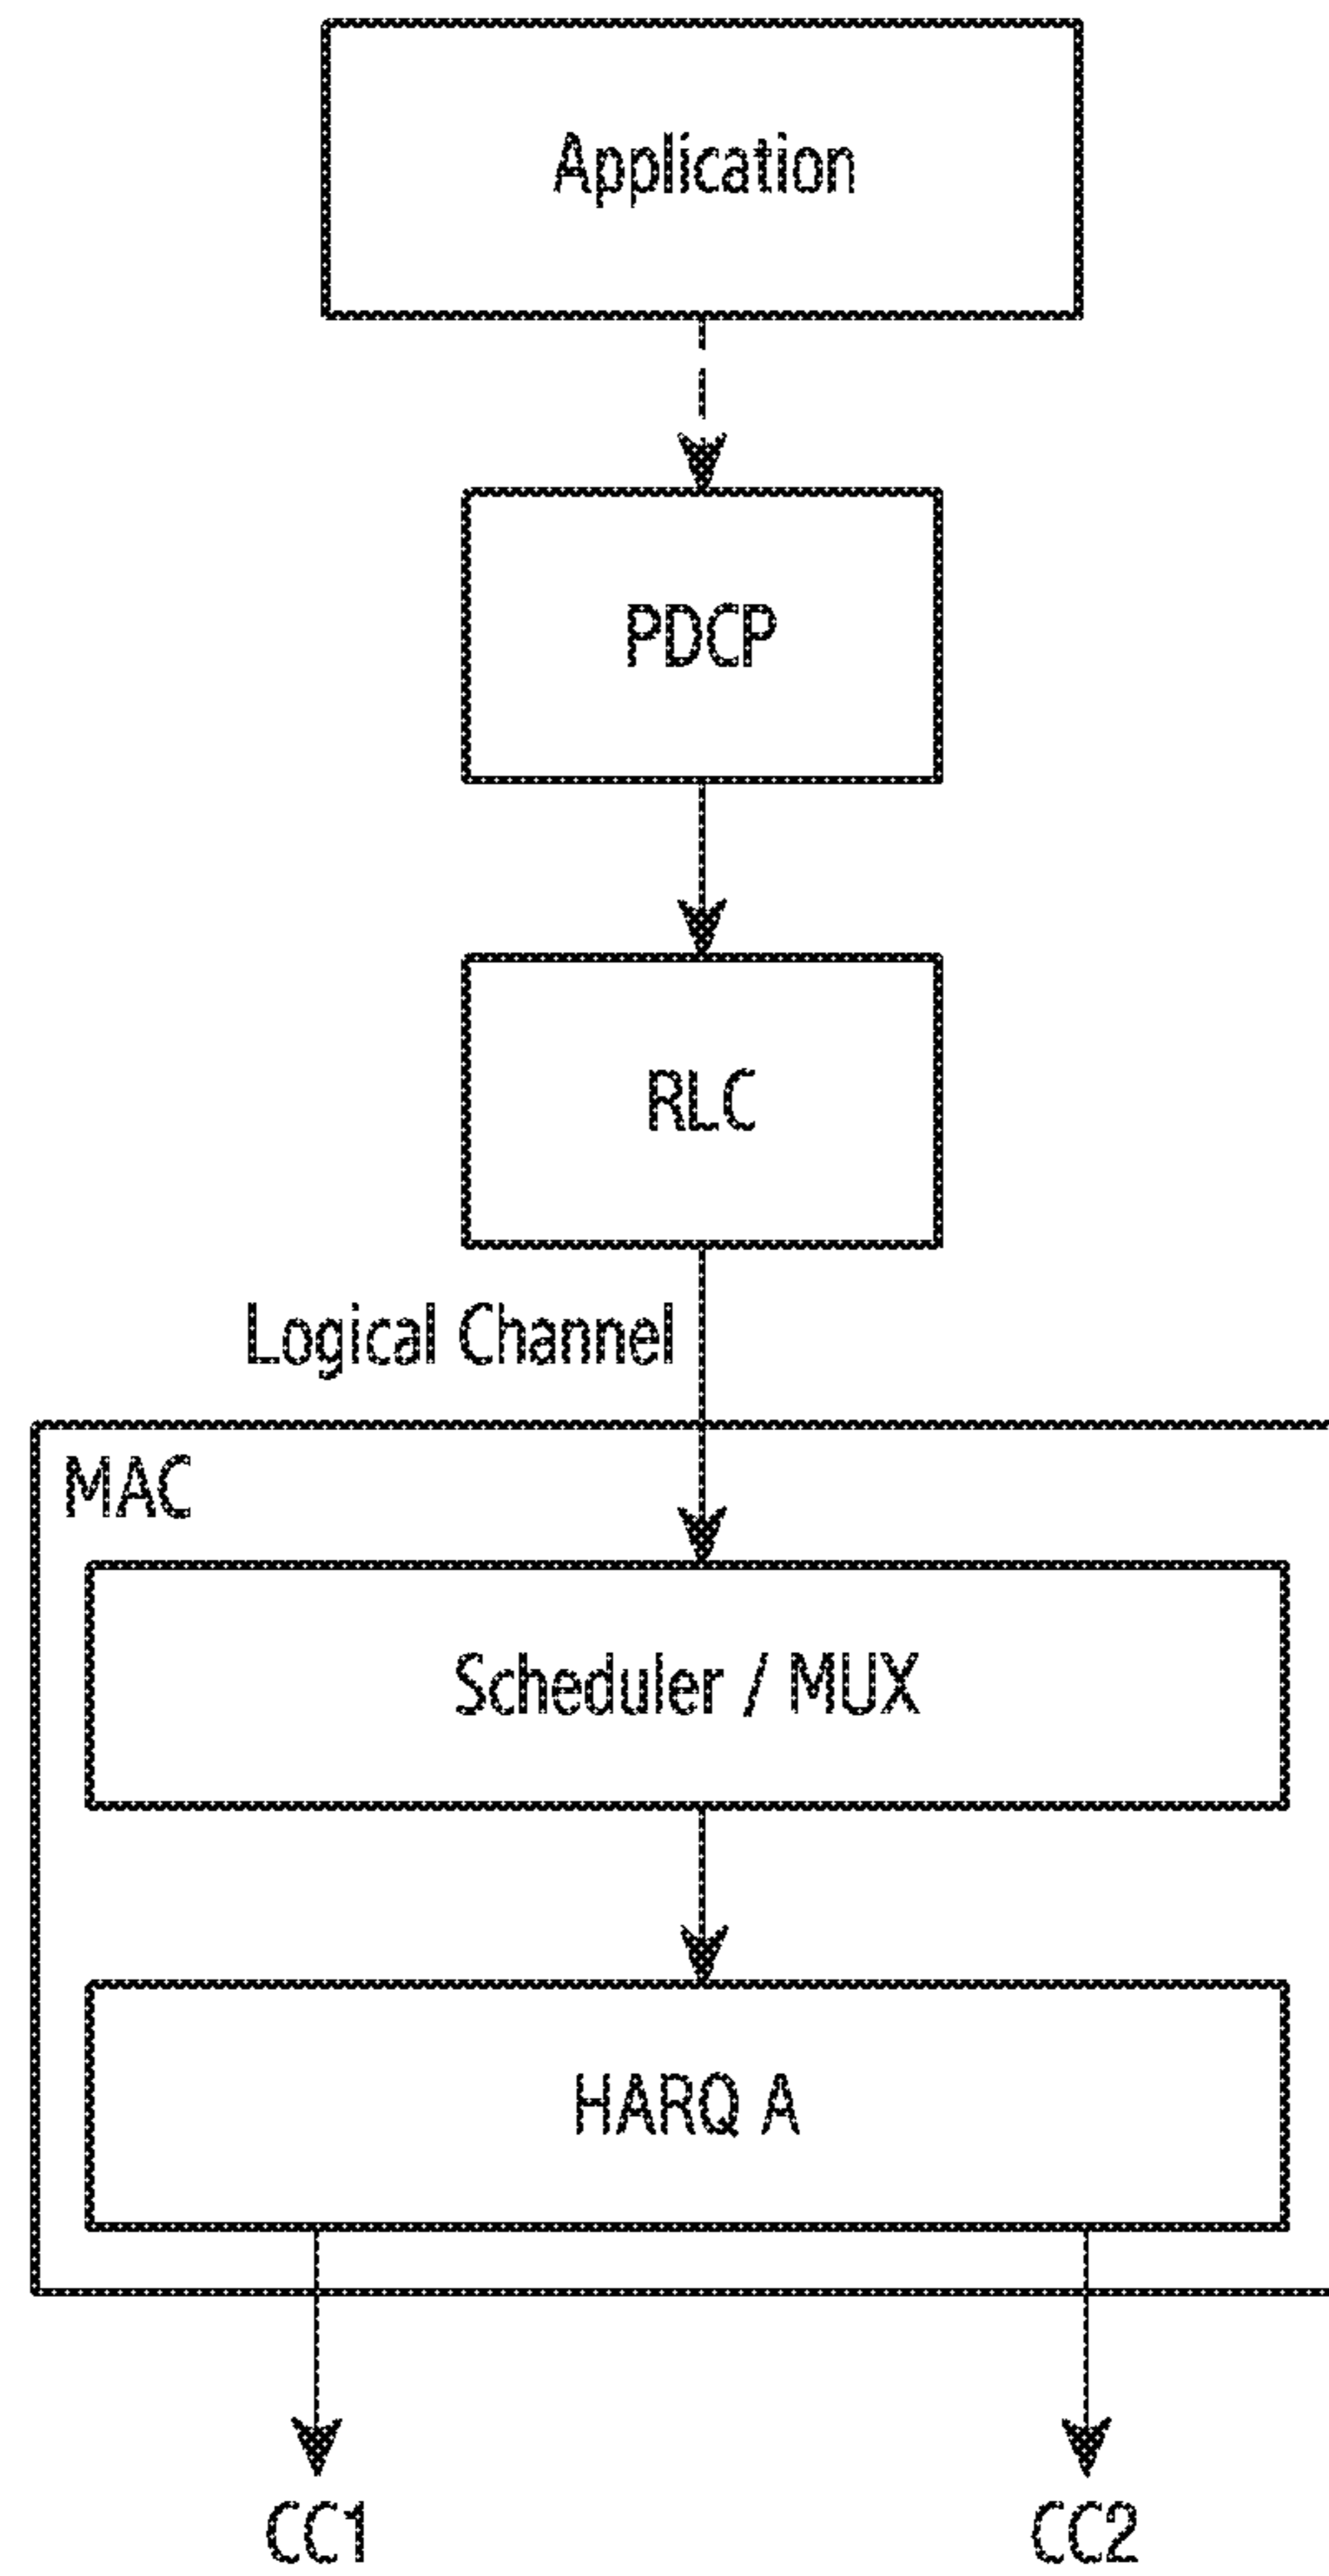 Application
PDCP
RLC
Logical Channel
MAC
Scheduler / MUX
HARQ A
CC1
CC2